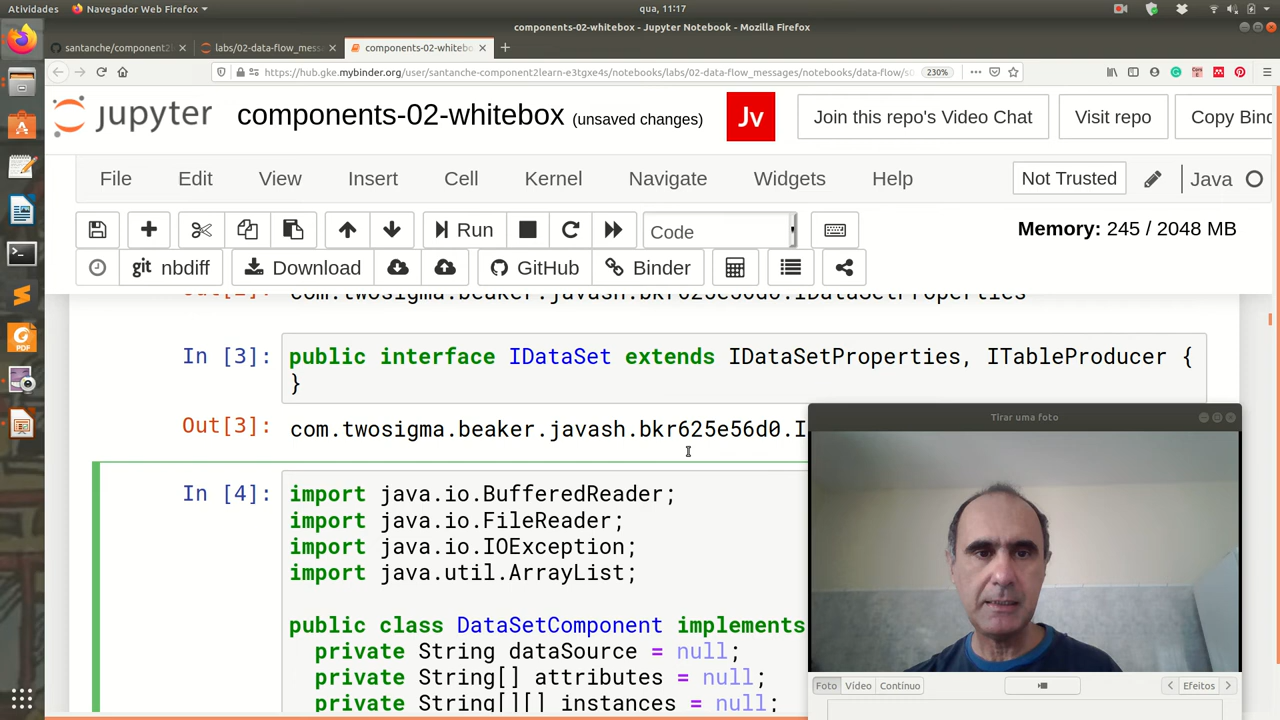 Atividades Navegador Web Firefox qua, 11:17
components-02-whitebox - Jupyter Notebook - Mozilla Firefox
santanche/component2l labs/02-data-flow_mess components-02-whitebo
https://hub.gke.mybinder.org/user/santanche-component2learn-e3tgxe4s/notebooks/labs/02-data-flow_messages/notebooks/data-flow/s 230%
jupyter components-02-whitebox (unsaved changes) Jv Join this repo's Video Chat Visit repo Copy Bind
File Edit View Insert Cell Kernel Navigate Widgets Help Not Trusted Java
Run Code Memory: 245 / 2048 MB
git nbdiff Download GitHub Binder
In [3]: public interface IDataSet extends IDataSetProperties, ITableProducer {
}
Out[3]: com.twosigma.beaker.javash.bkr625e56d0.I
In [4]: import java.io.BufferedReader;
import java.io.FileReader;
import java.io.IOException;
import java.util.ArrayList;
public class DataSetComponent implements
private String dataSource = null;
private String[] attributes = null;
private String[][] instances = null;
Tirar uma foto
Foto Vídeo Contínuo Efeitos
PDF